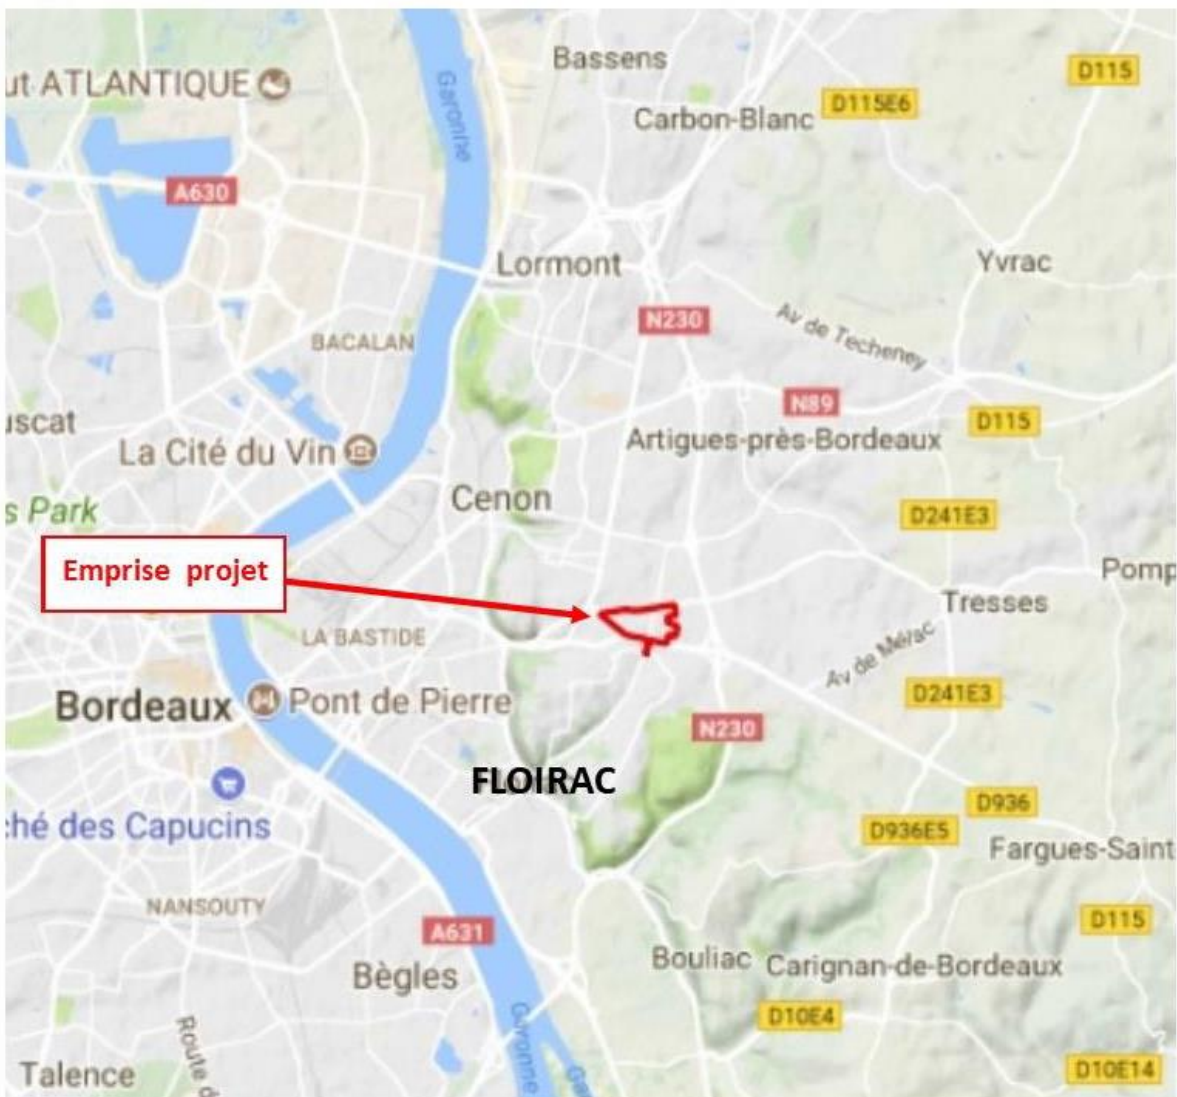 Bassens
D115
ut ATLANTIQUE
D115E6
Carbon-Blanc
Garonne
A630
Lormont
Yvrac
N230
Av de Techeney
BACALAN
N89
uscat
D115
Artigues-près-Bordeaux
La Cité du Vin
Cenon
s Park
D241E3
Emprise projet
Pomp
Tresses
LA BASTIDE
Av de Mérac
D241E3
Bordeaux
Pont de Pierre
N230
FLOIRAC
D936
ché des Capucins
D936E5
Fargues-Saint
NANSOUTY
D115
A631
Bouliac
Carignan-de-Bordeaux
Bègles
D10E4
Garonne
Route d
Ga
Talence
D10E14